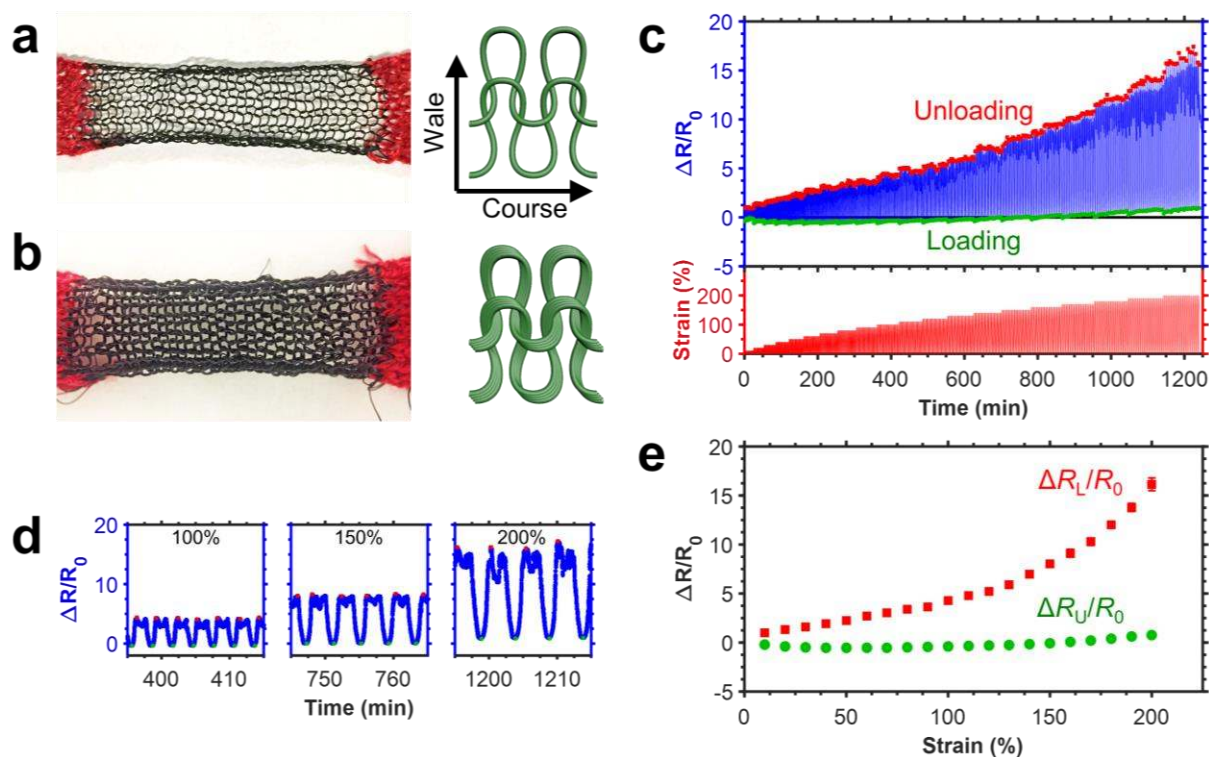 a
Wale
Course
b
c
20
15
10
5
0
-5
ΔR/R0
Unloading
Loading
200
100
0
Strain (%)
0 200 400 600 800 1000 1200
Time (min)
d
ΔR/R0
20
10
0
100% 150% 200%
400 410 750 760 1200 1210
Time (min)
e
20
15
10
5
0
-5
ΔR/R0
ΔRL/R0
ΔRU/R0
0 50 100 150 200
Strain (%)